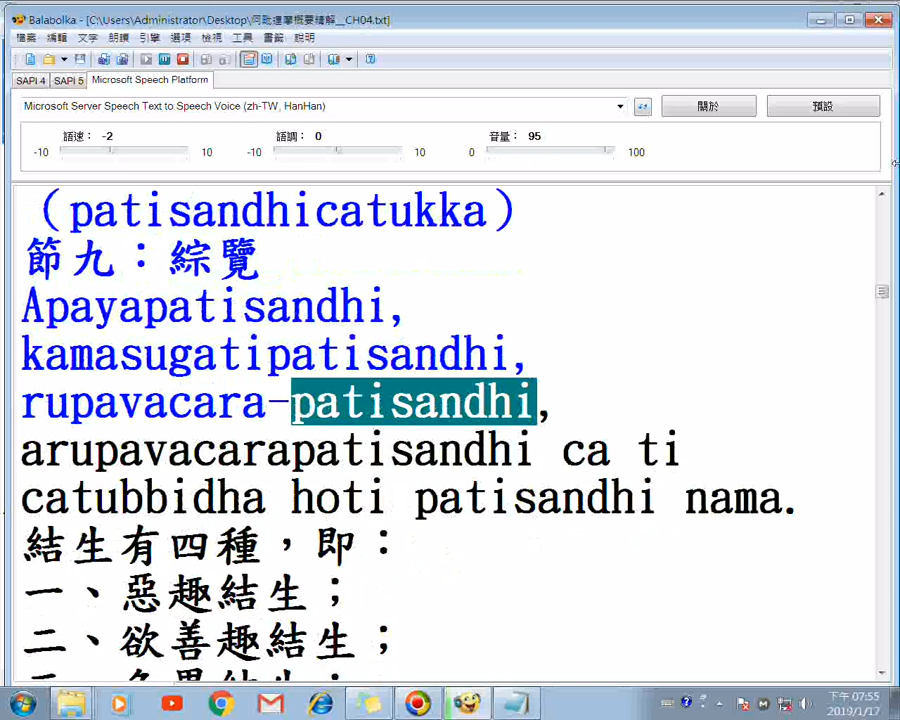 Balabolka - [C:\Users\Administrator\Desktop\阿毗達摩概要精解__CH04.txt]
檔案 編輯 文字 朗讀 引擎 選項 檢視 工具 書籤 說明
SAPI 4 SAPI 5 Microsoft Speech Platform
Microsoft Server Speech Text to Speech Voice (zh-TW, HanHan) 關於 預設
語速： -2 語調： 0 音量： 95
-10 10 -10 10 0 100
（patisandhicatukka）
節九：綜覽
Apayapatisandhi,
kamasugatipatisandhi,
rupavacara-patisandhi,
arupavacarapatisandhi ca ti
catubbidha hoti patisandhi nama.
結生有四種，即：
一、惡趣結生；
二、欲善趣結生；
下午 07:55
2019/1/17